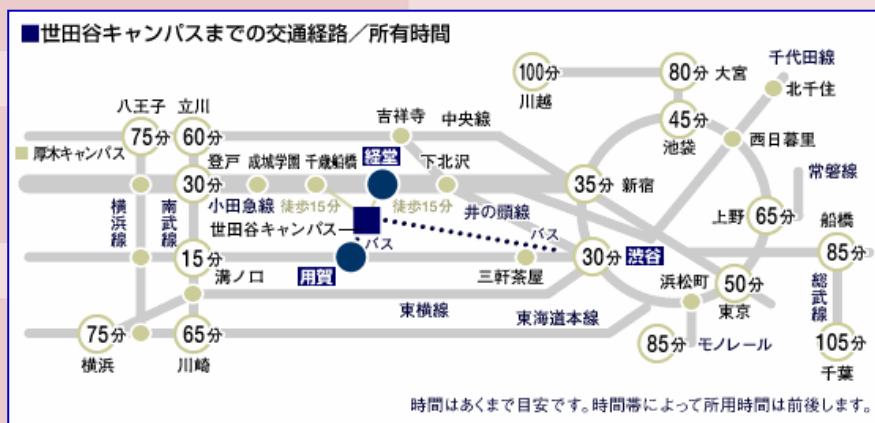 ■世田谷キャンパスまでの交通経路／所有時間
千代田線
100分
80分 大宮
北千住
川越
八王子 立川
吉祥寺 中央線
45分
75分
60分
池袋
西日暮里
厚木キャンパス
登戸 成城学園 千歳船橋 経堂 下北沢
常磐線
30分
35分 新宿
横浜線
南武線
小田急線 徒歩15分 徒歩15分 井の頭線
上野 65分 船橋
世田谷キャンパス
バス
バス
15分
30分 渋谷
85分
溝ノ口
用賀
三軒茶屋
浜松町
50分
総武線
東横線
東海道本線
東京
75分
65分
85分 モノレール
105分
横浜
川崎
千葉
時間はあくまで目安です。時間帯によって所用時間は前後します。